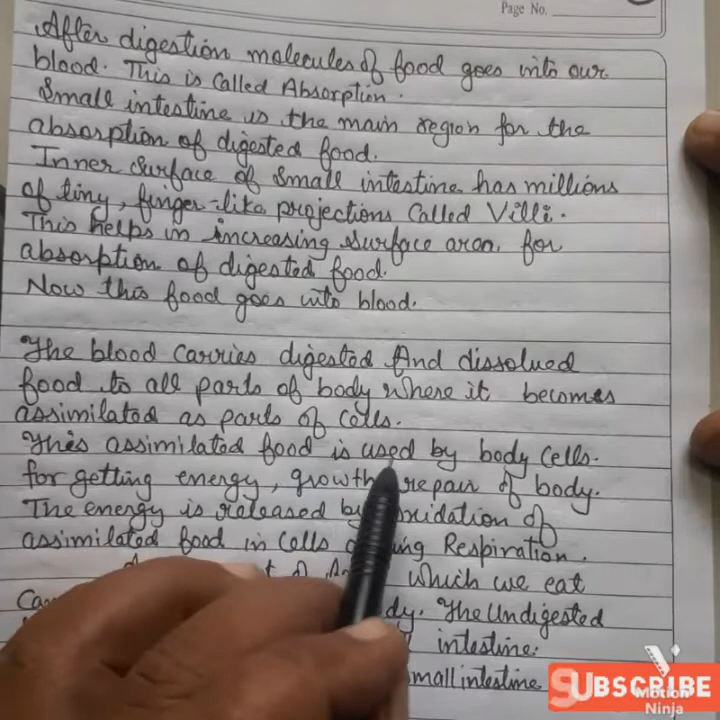 Page No.
After digestion molecules of food goes into our
blood. This is Called Absorption.
Small intestine is the main region for the
absorption of digested food.
Inner Surface of Small intestine has millions
of tiny, finger-like projections Called Villi.
This helps in increasing surface area for
absorption of digested food.
Now this food goes into blood.
The blood carries digested And dissolved
food to all parts of body where it becomes
assimilated as parts of Cells.
This assimilated food is used by body Cells.
for getting energy, growth repair of body.
The energy is released by oxidation of
assimilated food in Cells Respiration.
of which we eat
The Undigested
intestine.
small intestine
SUBSCRIBE
Motion
Ninja